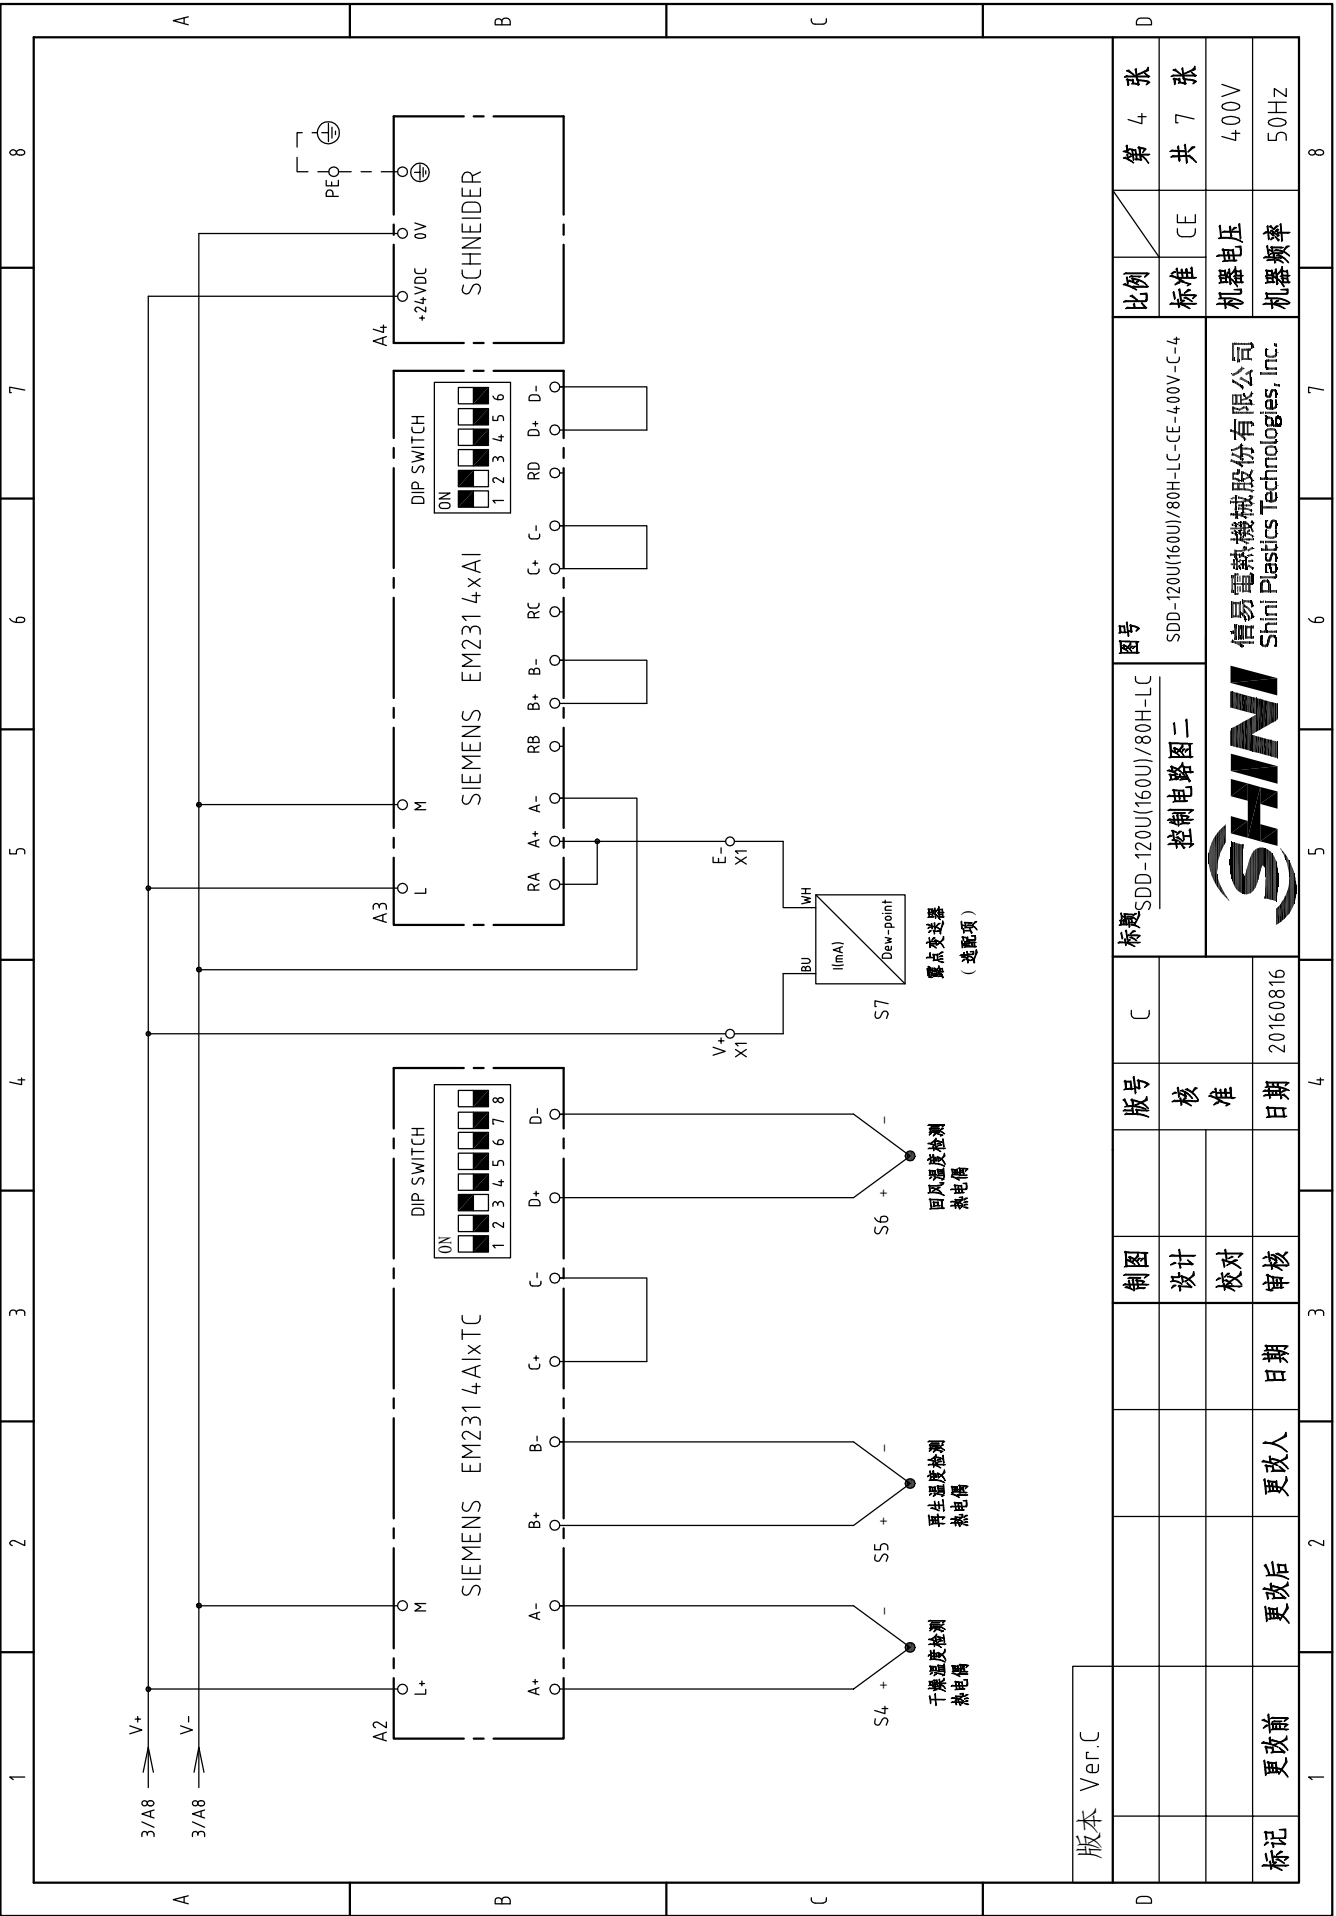 1 2 3 4 5 6 7 8
A
B
C
D
3/A8 V+
3/A8 V-
A2
L+ M
SIEMENS EM231 4AIxTC
DIP SWITCH
ON
1 2 3 4 5 6 7 8
A+ A- B+ B- C+ C- D+ D-
S4 + -
干燥温度检测
热电偶
S5 + -
再生温度检测
热电偶
S6 + -
回风温度检测
热电偶
A3
L M
SIEMENS EM231 4xAI
DIP SWITCH
ON
1 2 3 4 5 6
RA A+ A- RB B+ B- RC C+ C- RD D+ D-
V+
X1
E-
X1
BU WH
I(mA)
Dew-point
S7
露点变送器
(选配项)
A4
+24VDC 0V
PE
SCHNEIDER
版本 Ver.C
标记 更改前 更改后 更改人 日期
制图
设计
校对
审核
版号 C
核准
日期 20160816
标题
SDD-120U(160U)/80H-LC
控制电路图二
图号
SDD-120U(160U)/80H-LC-CE-400V-C-4
比例
第 4 张
标准 CE
共 7 张
机器电压 400V
机器频率 50Hz
SHINI
信易電熱機械股份有限公司
Shini Plastics Technologies, Inc.
A
B
C
D
1 2 3 4 5 6 7 8